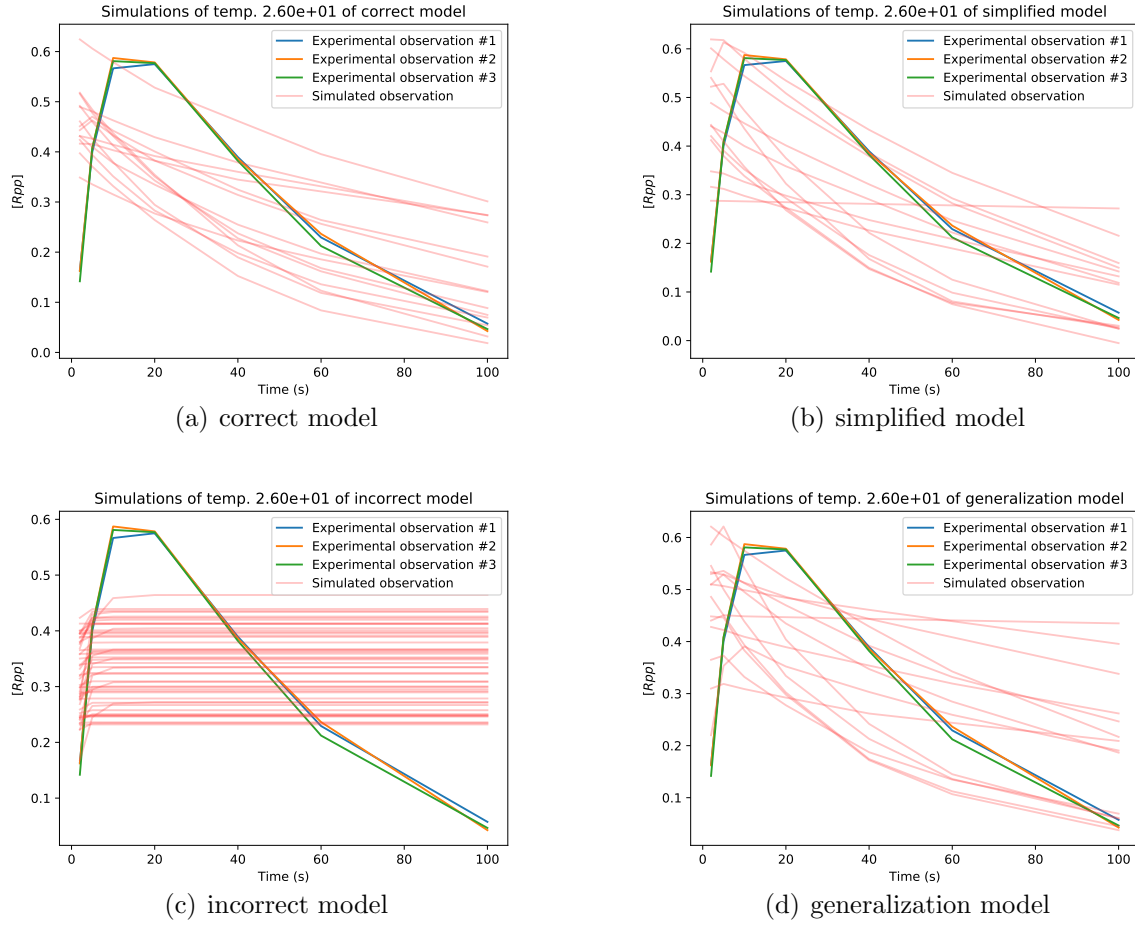 Simulations of temp. 2.60e+01 of correct model
Experimental observation #1
Experimental observation #2
Experimental observation #3
Simulated observation
[Rpp]
0.6
0.5
0.4
0.3
0.2
0.1
0.0
0 20 40 60 80 100
Time (s)
(a) correct model
Simulations of temp. 2.60e+01 of simplified model
Experimental observation #1
Experimental observation #2
Experimental observation #3
Simulated observation
[Rpp]
0.6
0.5
0.4
0.3
0.2
0.1
0.0
0 20 40 60 80 100
Time (s)
(b) simplified model
Simulations of temp. 2.60e+01 of incorrect model
Experimental observation #1
Experimental observation #2
Experimental observation #3
Simulated observation
[Rpp]
0.6
0.5
0.4
0.3
0.2
0.1
0 20 40 60 80 100
Time (s)
(c) incorrect model
Simulations of temp. 2.60e+01 of generalization model
Experimental observation #1
Experimental observation #2
Experimental observation #3
Simulated observation
[Rpp]
0.6
0.5
0.4
0.3
0.2
0.1
0.0
0 20 40 60 80 100
Time (s)
(d) generalization model